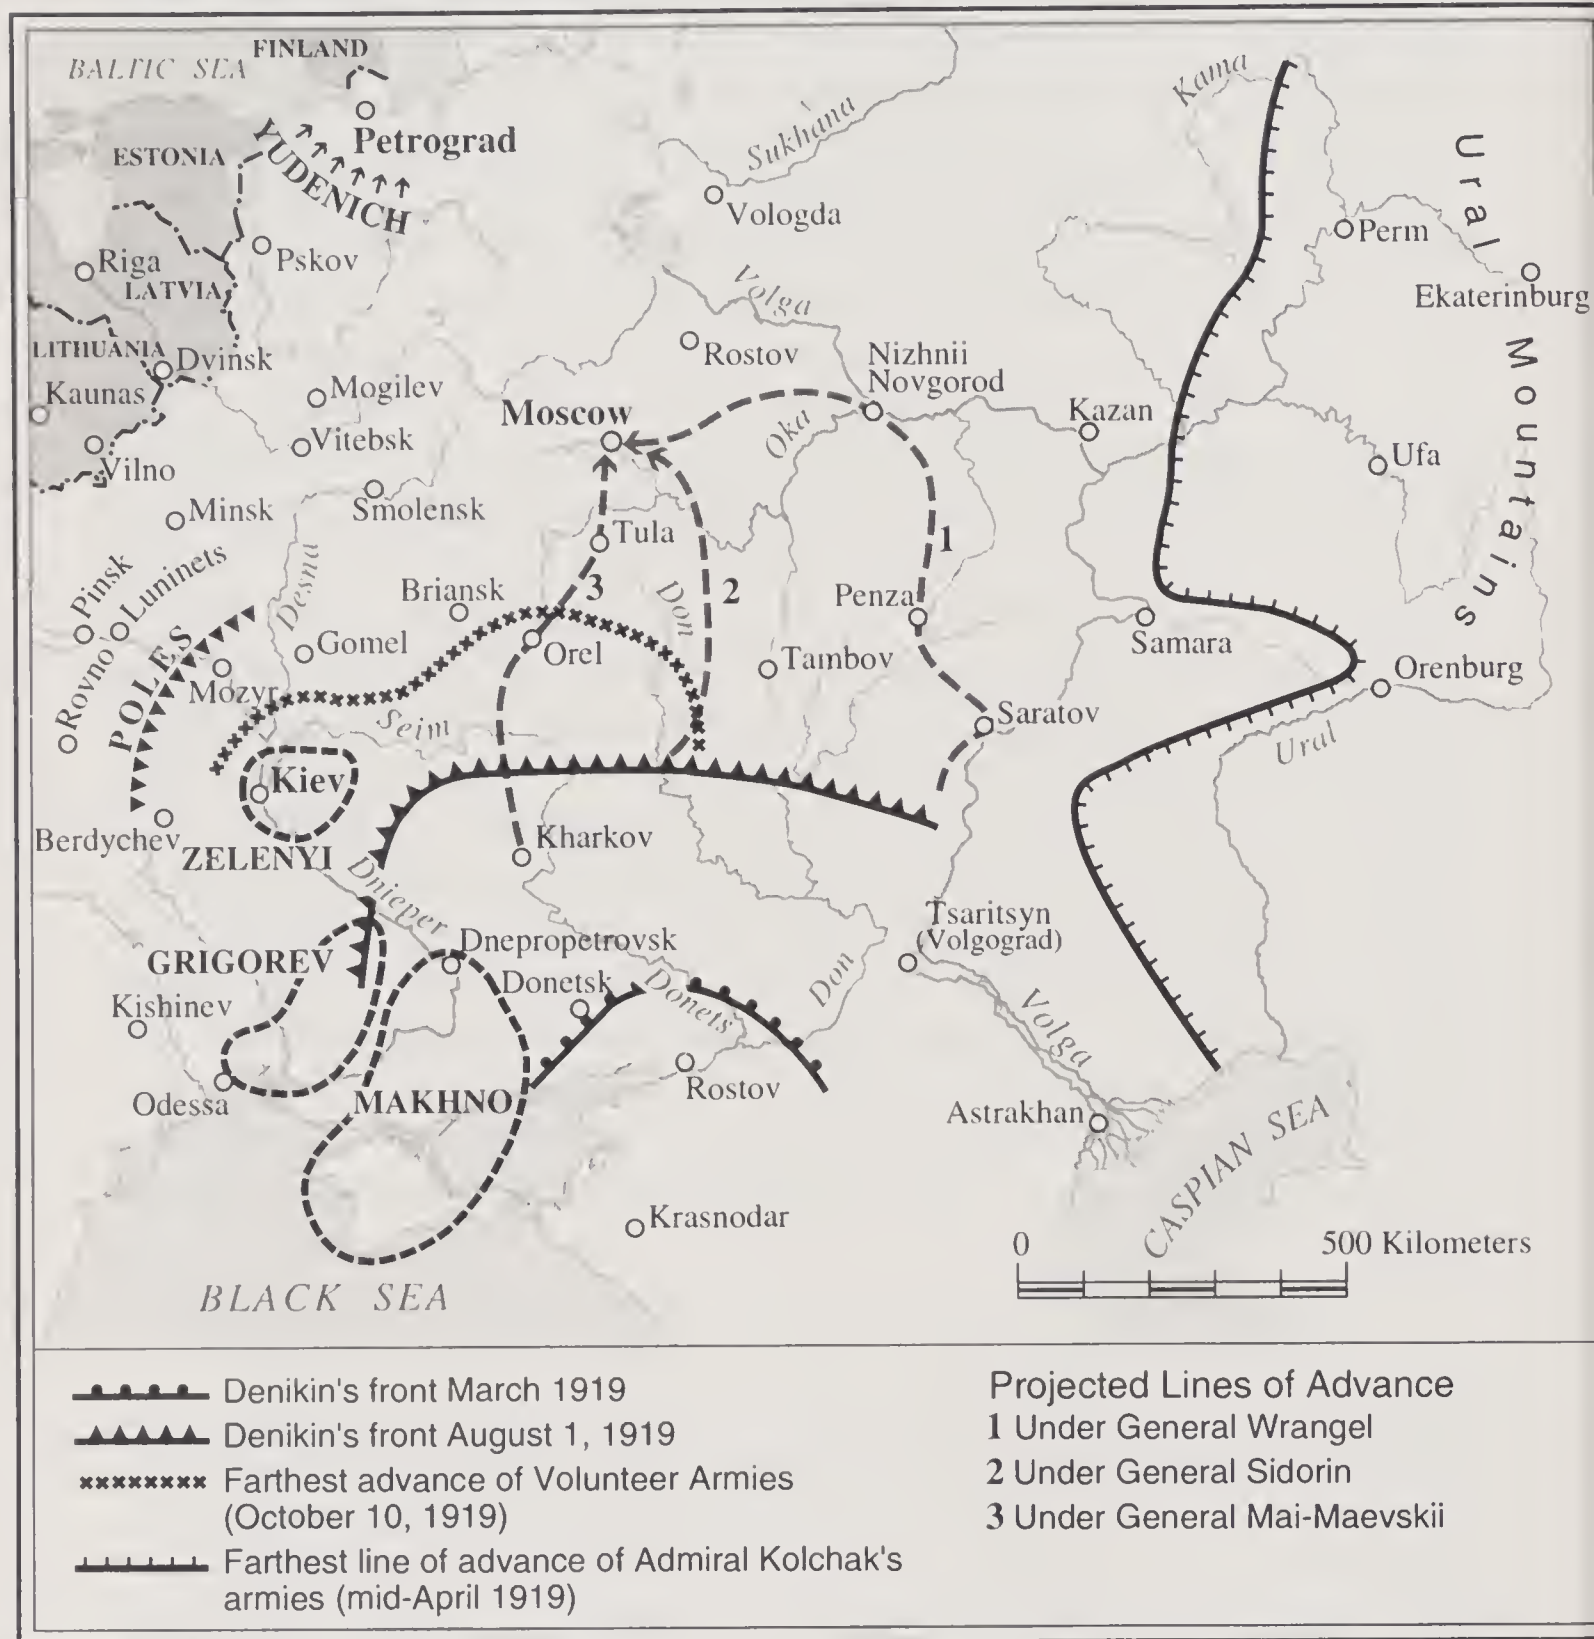 FINLAND
BALTIC SEA
Petrograd
ESTONIA
YUDENICH
Pskov
Riga
LATVIA
LITHUANIA
Dvinsk
Kaunas
Vilno
Mogilev
Vitebsk
Minsk
Smolensk
Sukhana
Vologda
Kama
Ural Mountains
Perm
Ekaterinburg
Volga
Rostov
Nizhnii
Novgorod
Moscow
Oka
Kazan
Ufa
Tula
1
2
3
Pinsk
Luninets
Desna
Briansk
Don
Penza
Samara
Rovno
POLES
Gomel
Mozyr
Orel
Tambov
Orenburg
Seim
Saratov
Ural
Kiev
Berdychev
ZELENYI
Kharkov
Dnieper
Tsaritsyn
(Volgograd)
Dnepropetrovsk
GRIGOREV
Donetsk
Donets
Don
Kishinev
Volga
Rostov
Odessa
MAKHNO
Astrakhan
CASPIAN SEA
Krasnodar
0 500 Kilometers
BLACK SEA
Denikin's front March 1919
Denikin's front August 1, 1919
Farthest advance of Volunteer Armies
(October 10, 1919)
Farthest line of advance of Admiral Kolchak's
armies (mid-April 1919)
Projected Lines of Advance
1 Under General Wrangel
2 Under General Sidorin
3 Under General Mai-Maevskii